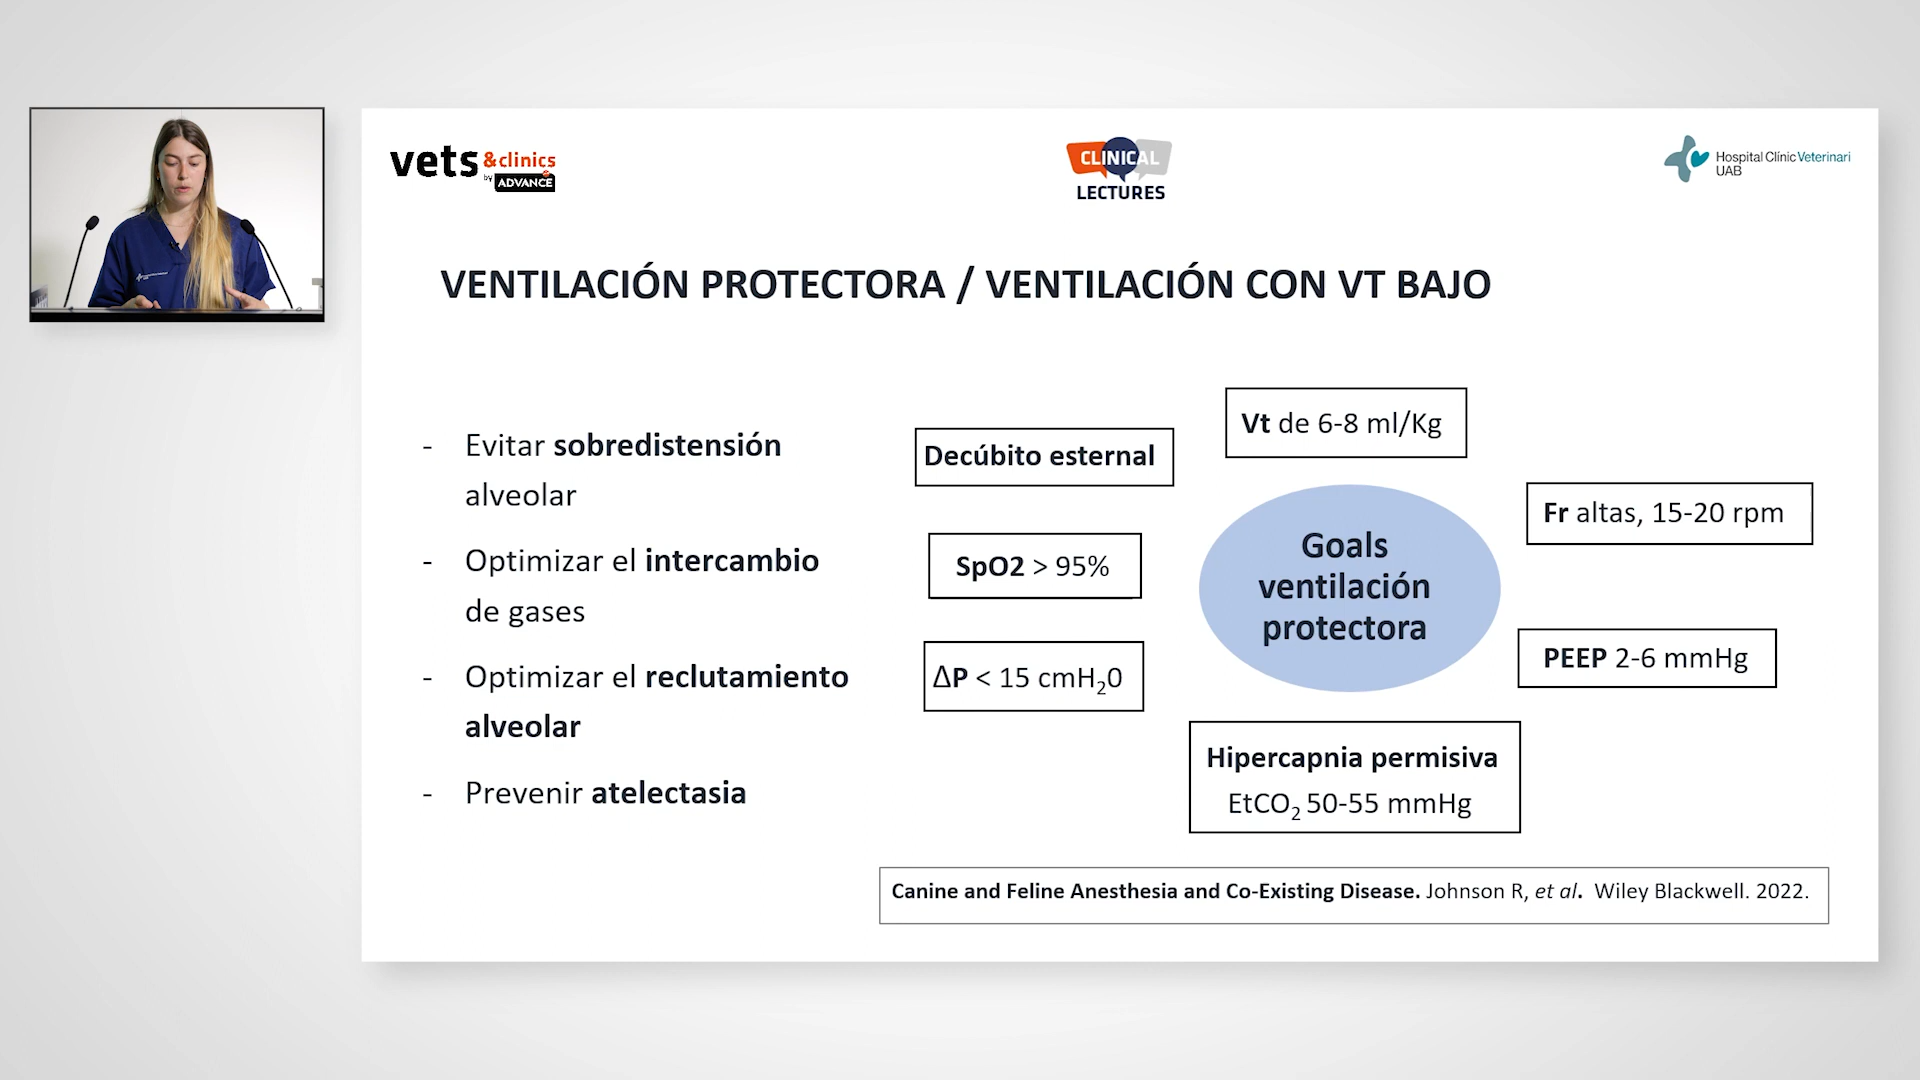 vets &clinics
by ADVANCE
CLINICAL
LECTURES
Hospital Clínic Veterinari
UAB
VENTILACIÓN PROTECTORA / VENTILACIÓN CON VT BAJO
- Evitar sobredistensión
alveolar
- Optimizar el intercambio
de gases
- Optimizar el reclutamiento
alveolar
- Prevenir atelectasia
Decúbito esternal
SpO2 > 95%
ΔP < 15 cmH₂0
Vt de 6-8 ml/Kg
Goals
ventilación
protectora
Fr altas, 15-20 rpm
PEEP 2-6 mmHg
Hipercapnia permisiva
EtCO₂ 50-55 mmHg
Canine and Feline Anesthesia and Co-Existing Disease. Johnson R, et al. Wiley Blackwell. 2022.